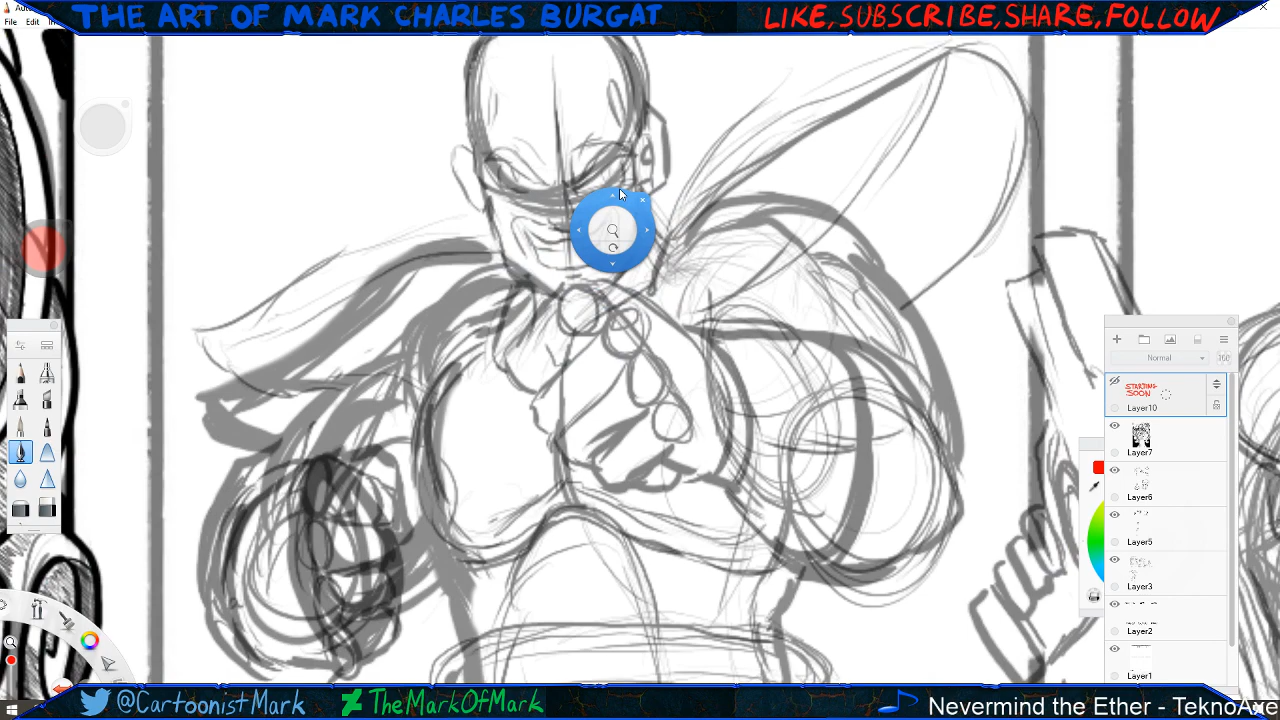 THE ART OF MARK CHARLES BURGAT
LIKE, SUBSCRIBE, SHARE, FOLLOW
File Edit
Normal
STARTING SOON
Layer10
Layer7
Layer6
Layer5
Layer3
Layer2
Layer1
@CartoonistMark
TheMarkOfMark
Nevermind the Ether - TeknoAxe